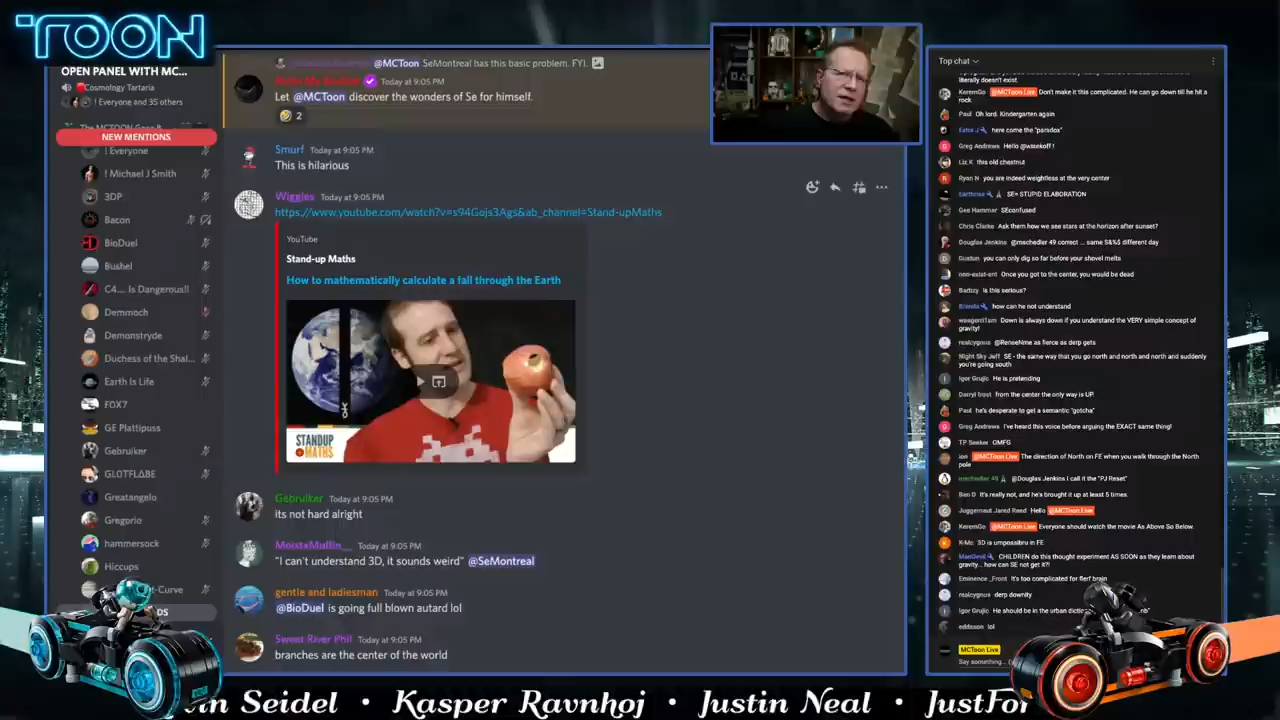 TOON
OPEN PANEL WITH MC...
Cosmology Tartaria
! Everyone and 35 others
NEW MENTIONS
! Everyone
! Michael J Smith
3DP
Bacon
BioDuel
Bushel
C4.... Is Dangerous!!
Demmoch
Demonstryde
Duchess of the Shal...
Earth Is Life
FOX7
GE Plattipuss
Gebruiker
GLOTFLABE
Greatangelo
Gregorio
hammersock
Hiccups
t-Curve
DS
@MCToon SeMontreal has this basic problem. FYI.
Today at 9:05 PM
Let @MCToon discover the wonders of Se for himself.
2
Smurf Today at 9:05 PM
This is hilarious
Wiggles Today at 9:05 PM
https://www.youtube.com/watch?v=s94Gojs3Ags&ab_channel=Stand-upMaths
YouTube
Stand-up Maths
How to mathematically calculate a fall through the Earth
STANDUP
MATHS
Gebruiker Today at 9:05 PM
its not hard alright
MoistxMuffin__ Today at 9:05 PM
"I can't understand 3D, it sounds weird" @SeMontreal
gentle and ladiesman Today at 9:05 PM
@BioDuel is going full blown autard lol
Sweat River Phil Today at 9:05 PM
branches are the center of the world
Top chat
literally doesn't exist.
KeremGo @MCToon Live Don't make it this complicated. He can go down till he hit a
rock
Paul Oh lord. Kindergarten again
here come the "paradox"
Greg Andrews Hello @wisenkoff !
Liz K this old chestnut
Ryan N you are indeed weightless at the very center
Earthrise SE= STUPID ELABORATION
Gee Hammer SEconfused
Chris Clarke Ask them how we see stars at the horizon after sunset?
Douglas Jenkins @mschedler 49 correct ... same S&%$ different day
you can only dig so far before your shovel melts
non-exist-ent Once you got to the center, you would be dead
Is this serious?
how can he not understand
Down is always down if you understand the VERY simple concept of
gravity!
realcygnus @ReneeNme as fierce as derp gets
Night Sky Jeff SE - the same way that you go north and north and north and suddenly
you're going south
Igor Grujic He is pretending
Darryl trost from the center the only way is UP.
Paul he's desperate to get a semantic "gotcha"
Greg Andrews I've heard this voice before arguing the EXACT same thing!
TP Seeker OMFG
ion @MCToon Live The direction of North on FE when you walk through the North
pole
mschedler 49 @Douglas Jenkins I call it the "PJ Reset"
Ben D It's really not, and he's brought it up at least 5 times.
Juggernaut Jared Reed Hello @MCToon Live
KeremGo @MCToon Live Everyone should watch the movie As Above So Below.
K-Mc 3D is umpossibru in FE
MaeDevil CHILDREN do this thought experiment AS SOON as they learn about
gravity... how can SE not get it?!
Eminence _Front It's too complicated for flerf brain
realcygnus derp downity
Igor Grujic He should be in the urban
eddsson lol
MCToon Live
Say something...
in Seidel • Kasper Ravnhoj • Justin Neal • JustFor